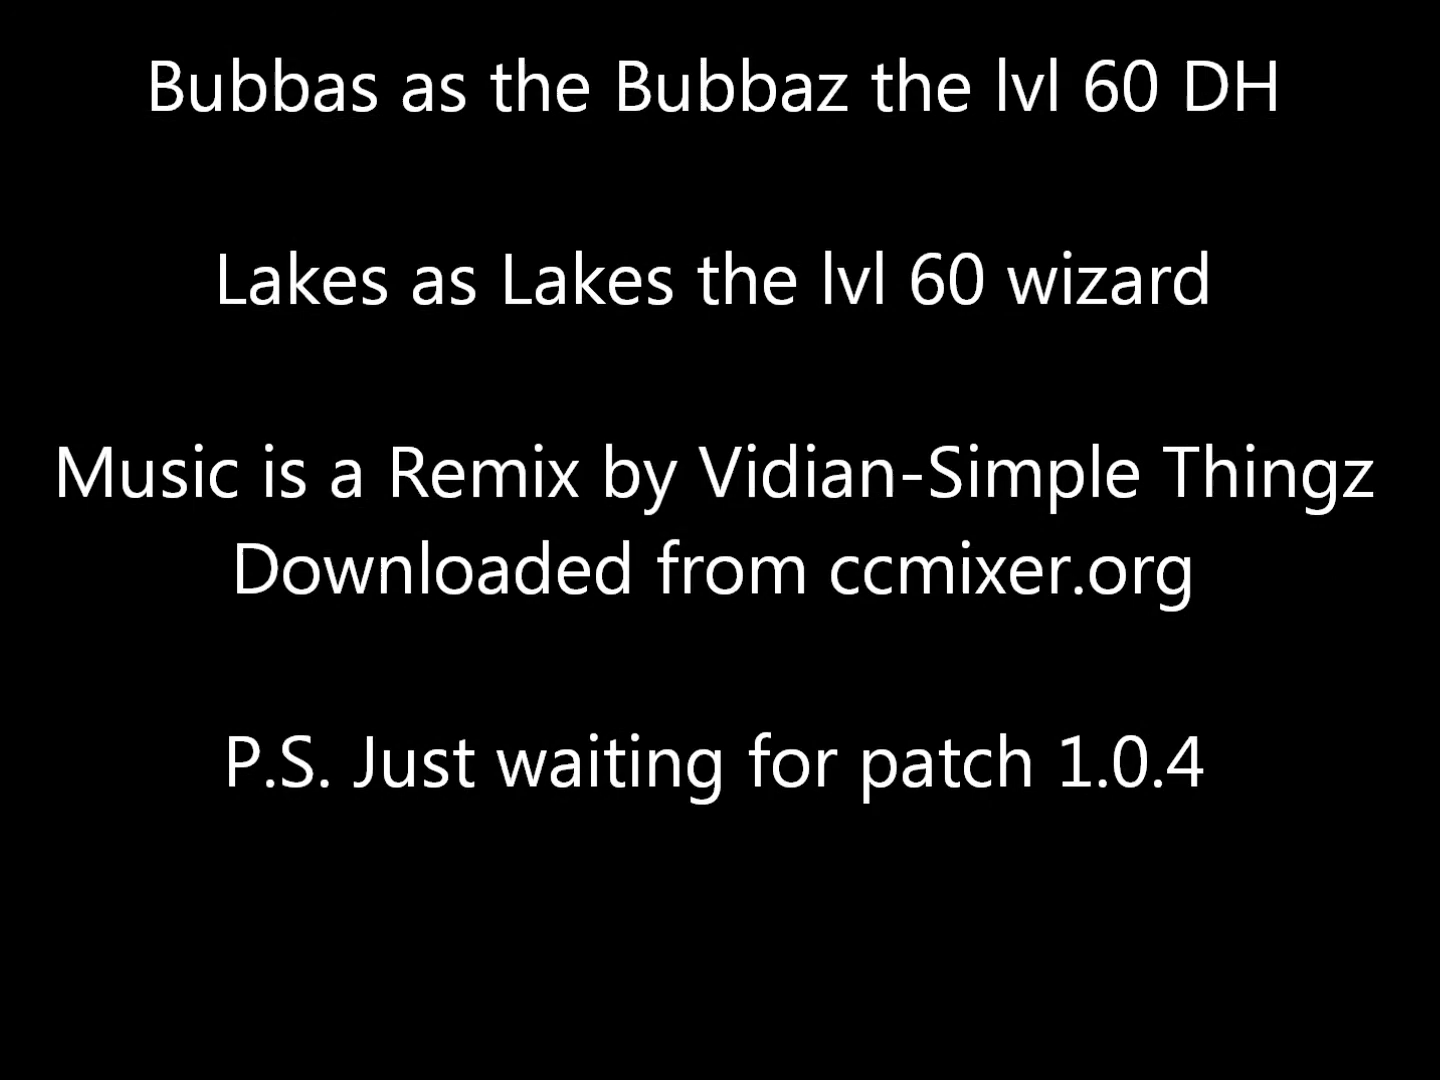 Bubbas as the Bubbaz the lvl 60 DH
Lakes as Lakes the lvl 60 wizard
Music is a Remix by Vidian-Simple Thingz
Downloaded from ccmixer.org
P.S. Just waiting for patch 1.0.4